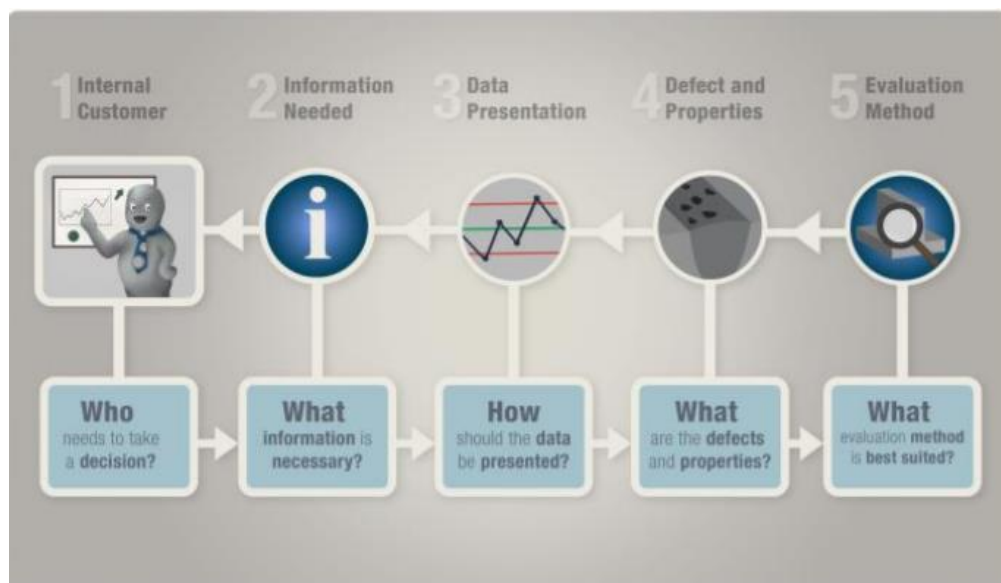 1 Internal
Customer
2 Information
Needed
3 Data
Presentation
4 Defect and
Properties
5 Evaluation
Method
i
Who
needs to take
a decision?
What
information is
necessary?
How
should the data
be presented?
What
are the defects
and properties?
What
evaluation method
is best suited?